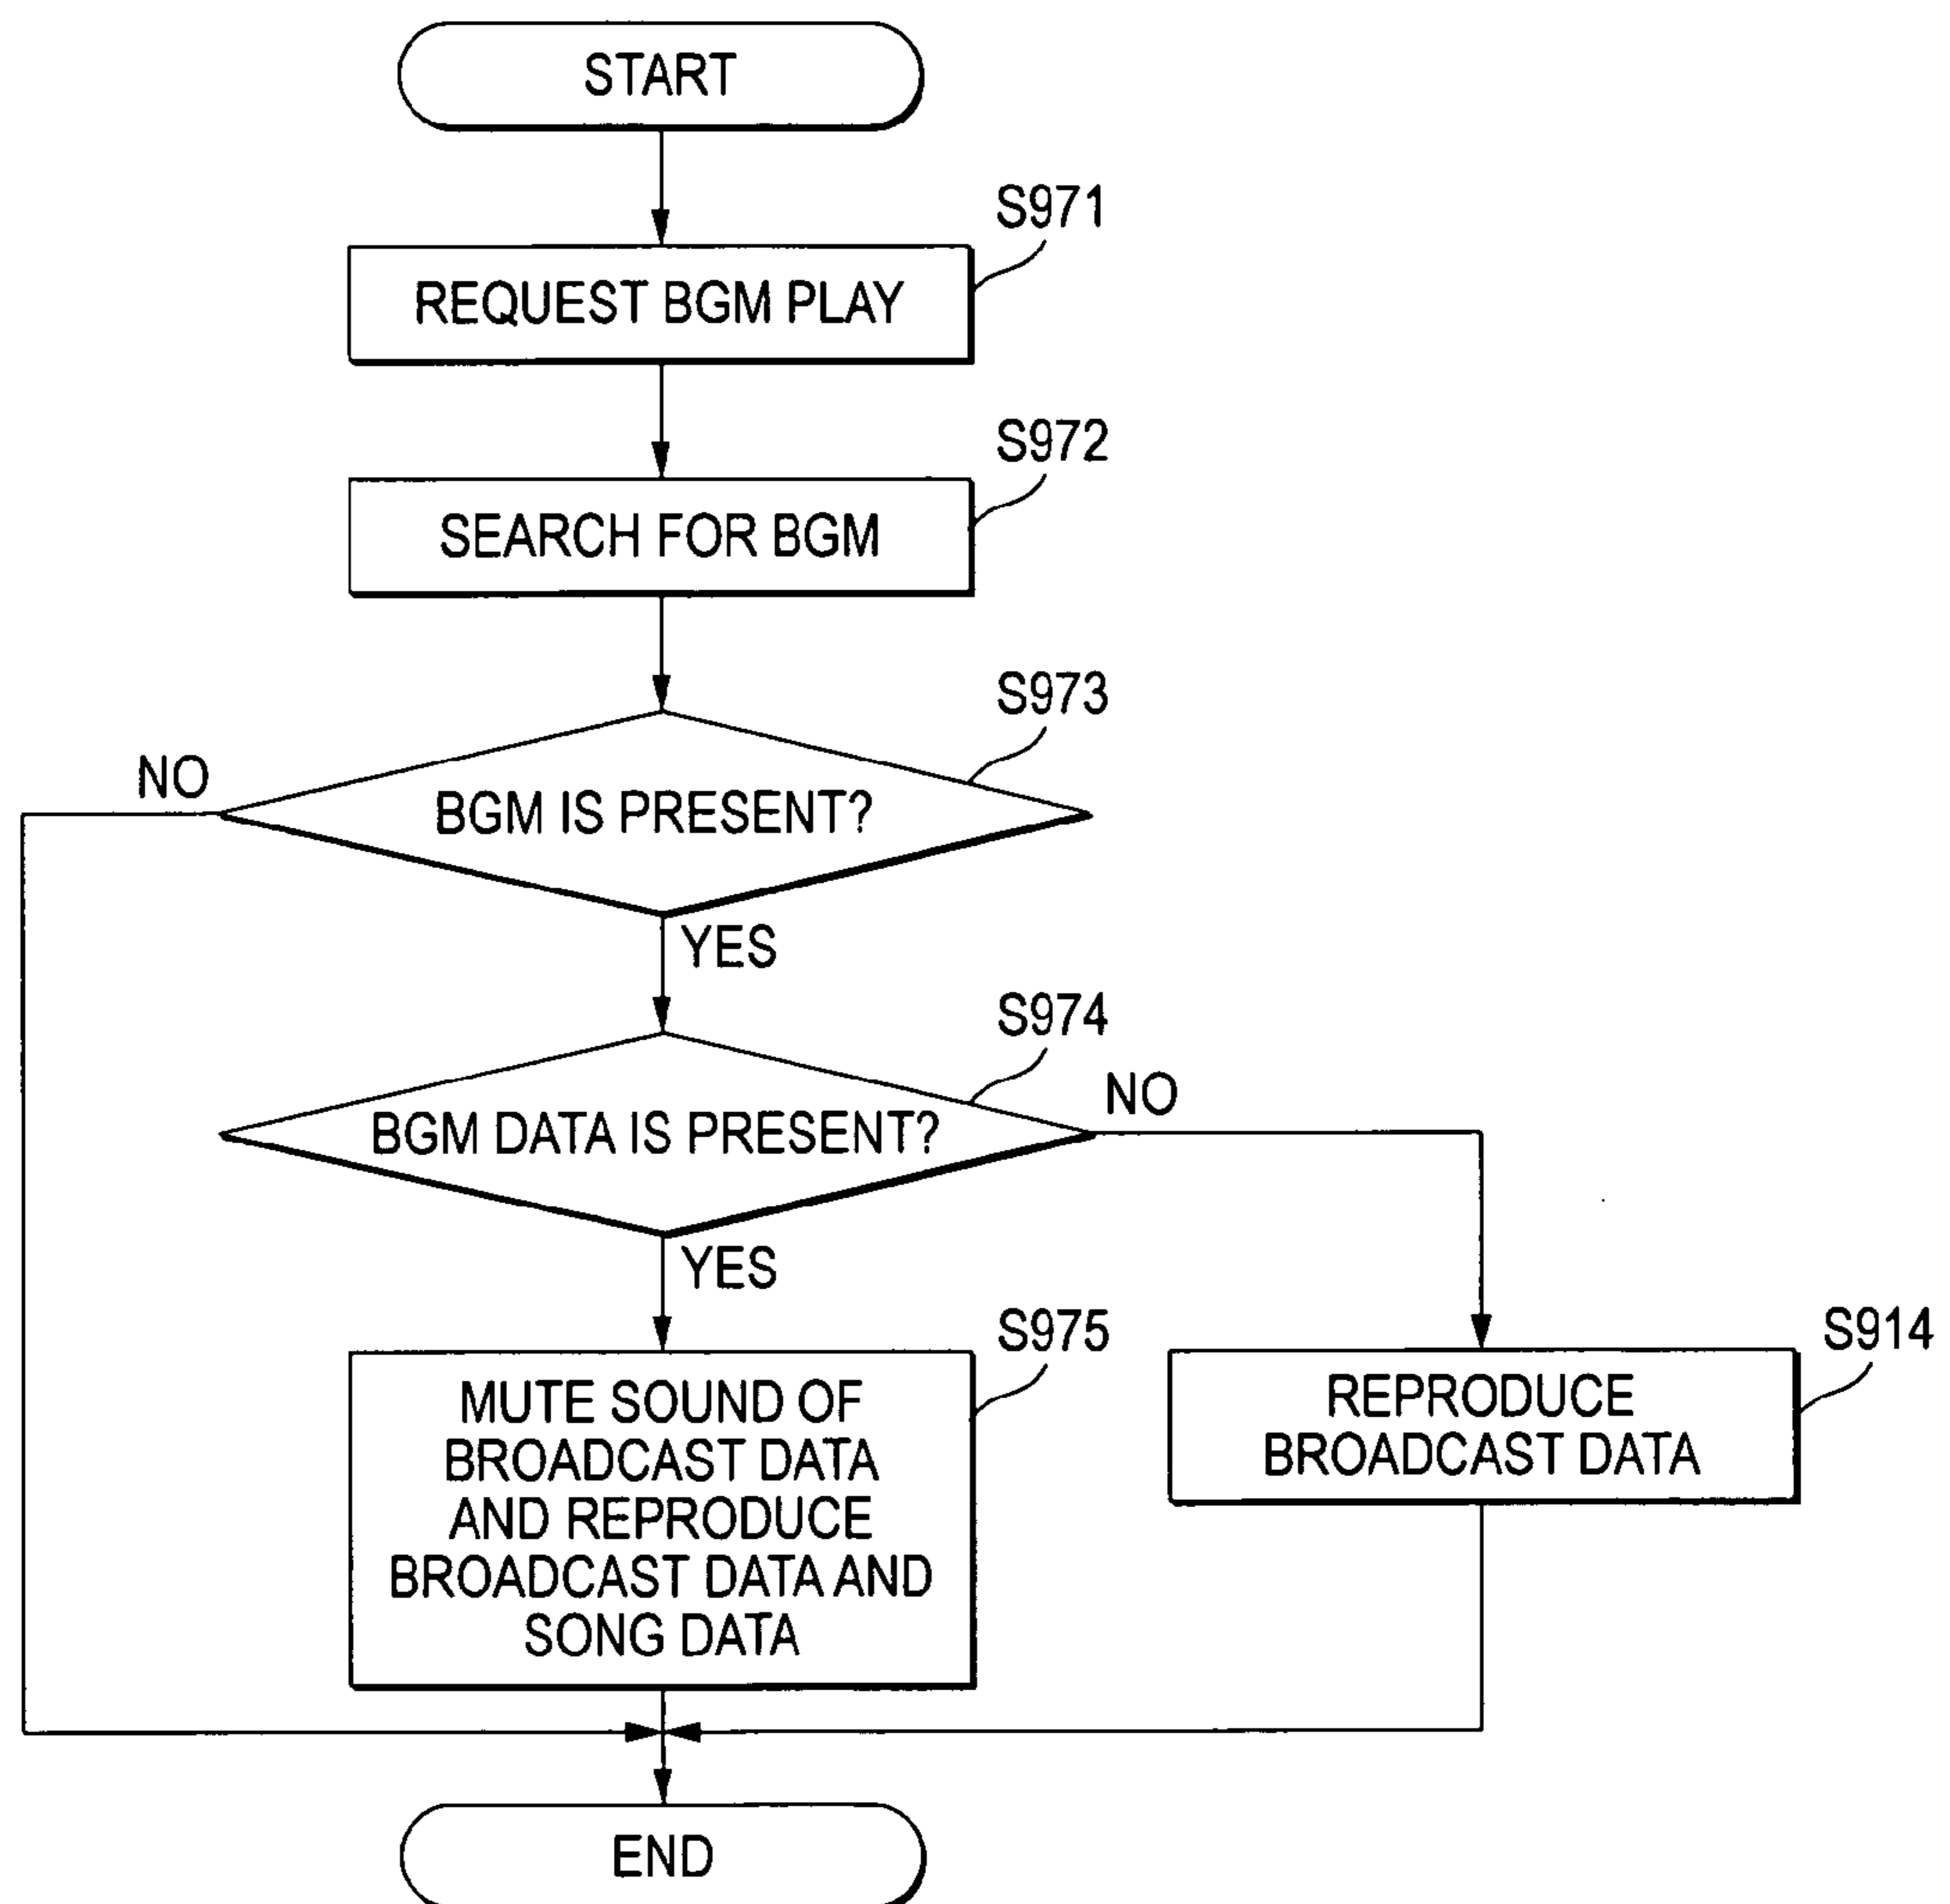 START
S971
REQUEST BGM PLAY
S972
SEARCH FOR BGM
S973
NO
BGM IS PRESENT?
YES
S974
NO
BGM DATA IS PRESENT?
YES
S975
MUTE SOUND OF
BROADCAST DATA
AND REPRODUCE
BROADCAST DATA AND
SONG DATA
S914
REPRODUCE
BROADCAST DATA
END